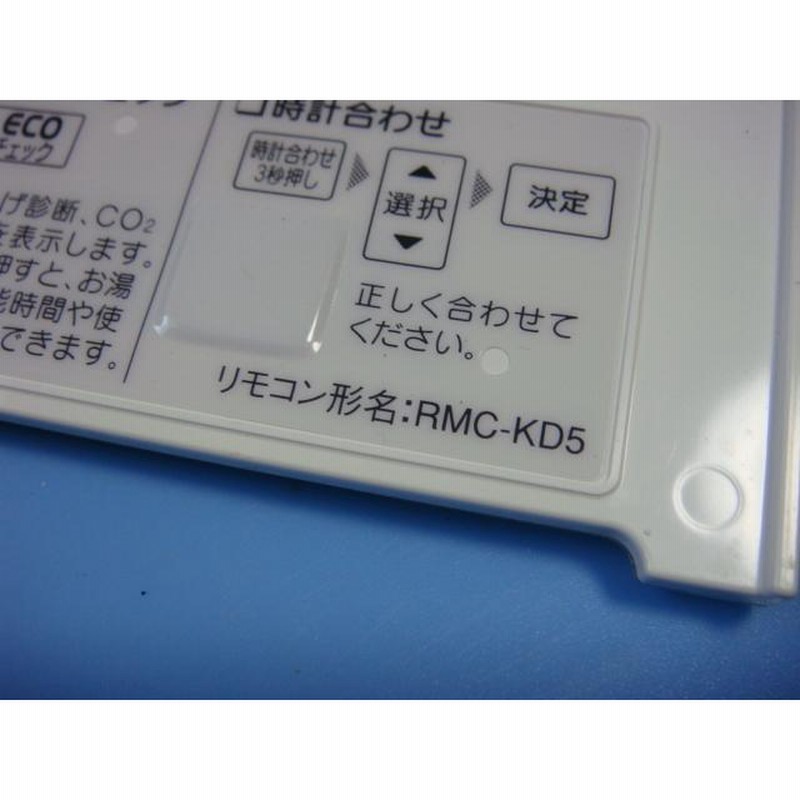 ECO
チェック
げ診断、CO₂
を表示します。
押すと、お湯
能時間や使
できます。
時計合わせ
時計合わせ
3秒押し
▲
選択
▼
決定
正しく合わせて
ください。
リモコン形名:RMC-KD5